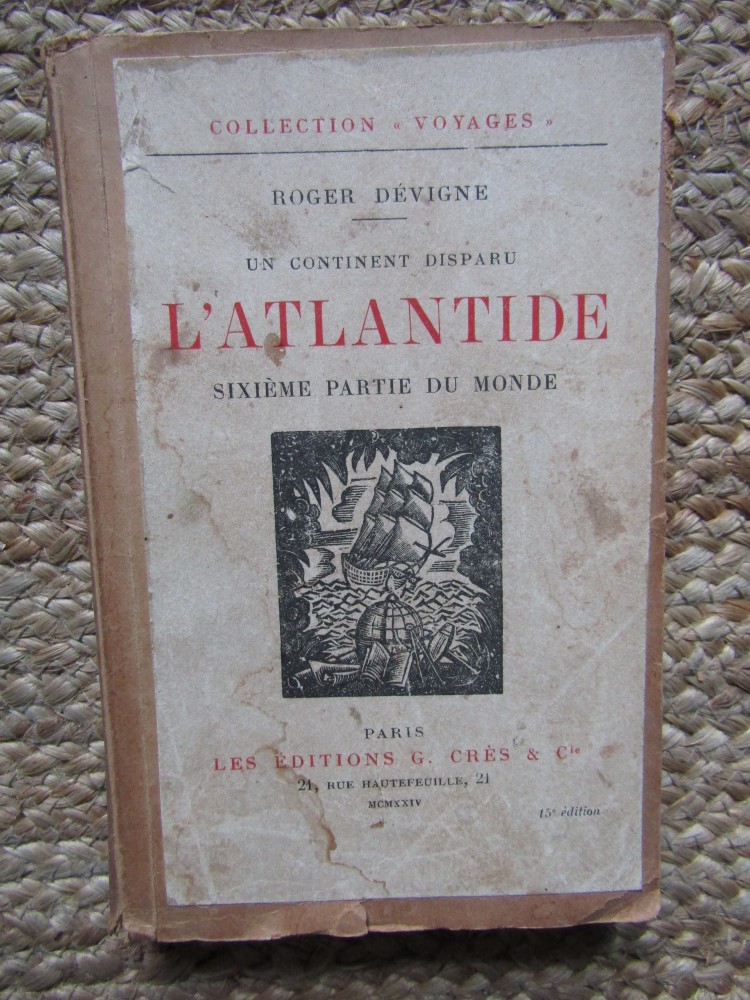 COLLECTION « VOYAGES »
ROGER DÉVIGNE
UN CONTINENT DISPARU
L'ATLANTIDE
SIXIÈME PARTIE DU MONDE
PARIS
LES ÉDITIONS G. CRÈS & Cie
21, RUE HAUTEFEUILLE, 21
MCMXXIV
15e édition